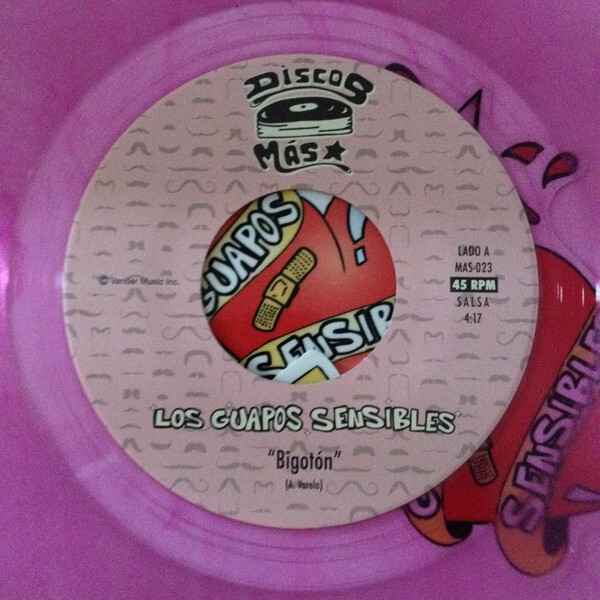 DISCOS
MÁS
LADO A
MAS-023
© Vander Music Inc.
45 RPM
SALSA
4:17
GUAPOS
SENSIB
LOS GUAPOS SENSIBLES
"Bigotón"
(A. Varela)
G
SENSIBLES